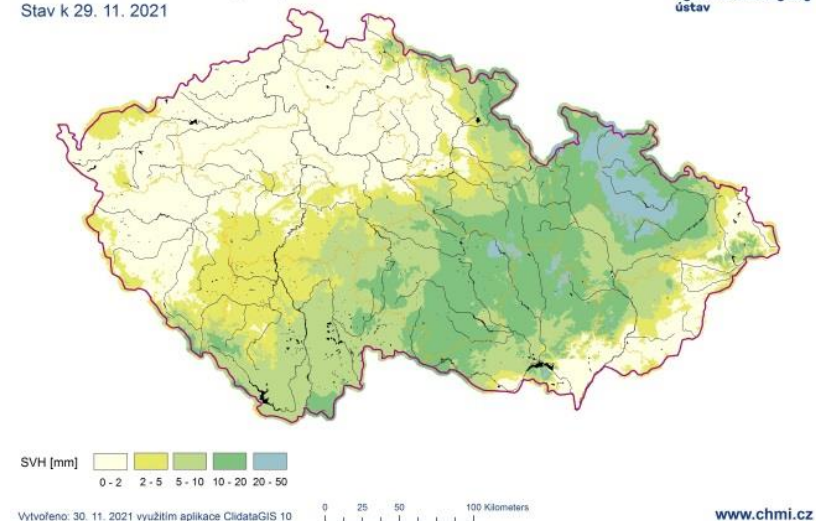 Stav k 29. 11. 2021
ústav
SVH [mm]
0 - 2 2 - 5 5 - 10 10 - 20 20 - 50
0 25 50 100 Kilometers
Vytvořeno: 30. 11. 2021 využitím aplikace ClidataGIS 10
www.chmi.cz